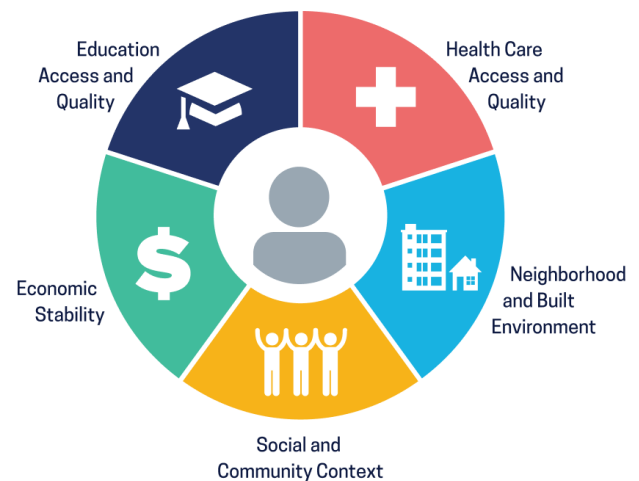 Education
Access and
Quality
Health Care
Access and
Quality
Economic
Stability
Neighborhood
and Built
Environment
Social and
Community Context